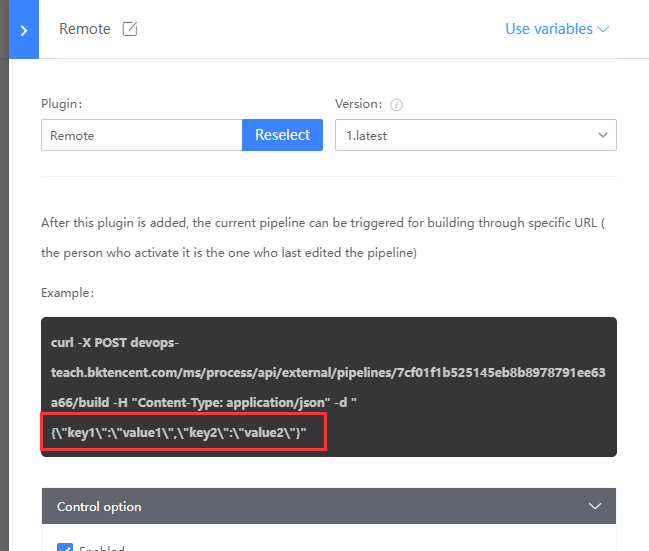 Remote
Use variables
Plugin:
Version:
Remote
Reselect
1.latest
After this plugin is added, the current pipeline can be triggered for building through specific URL (
the person who activate it is the one who last edited the pipeline)
Example:
curl -X POST devops-
teach.bktencent.com/ms/process/api/external/pipelines/7cf01f1b525145eb8b8978791ee63
a66/build -H "Content-Type: application/json" -d "
{\"key1\":\"value1\",\"key2\":\"value2\"}"
Control option
Enabled